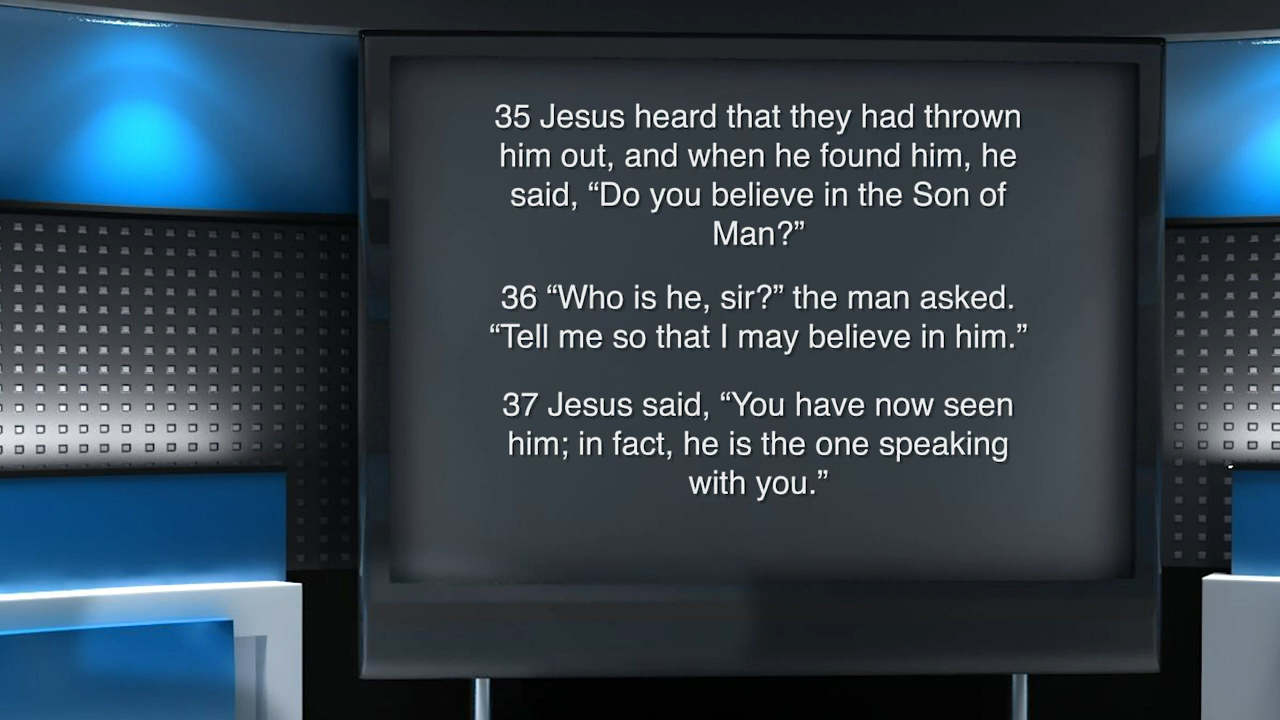 35 Jesus heard that they had thrown
him out, and when he found him, he
said, “Do you believe in the Son of
Man?”
36 “Who is he, sir?” the man asked.
“Tell me so that I may believe in him.”
37 Jesus said, “You have now seen
him; in fact, he is the one speaking
with you.”